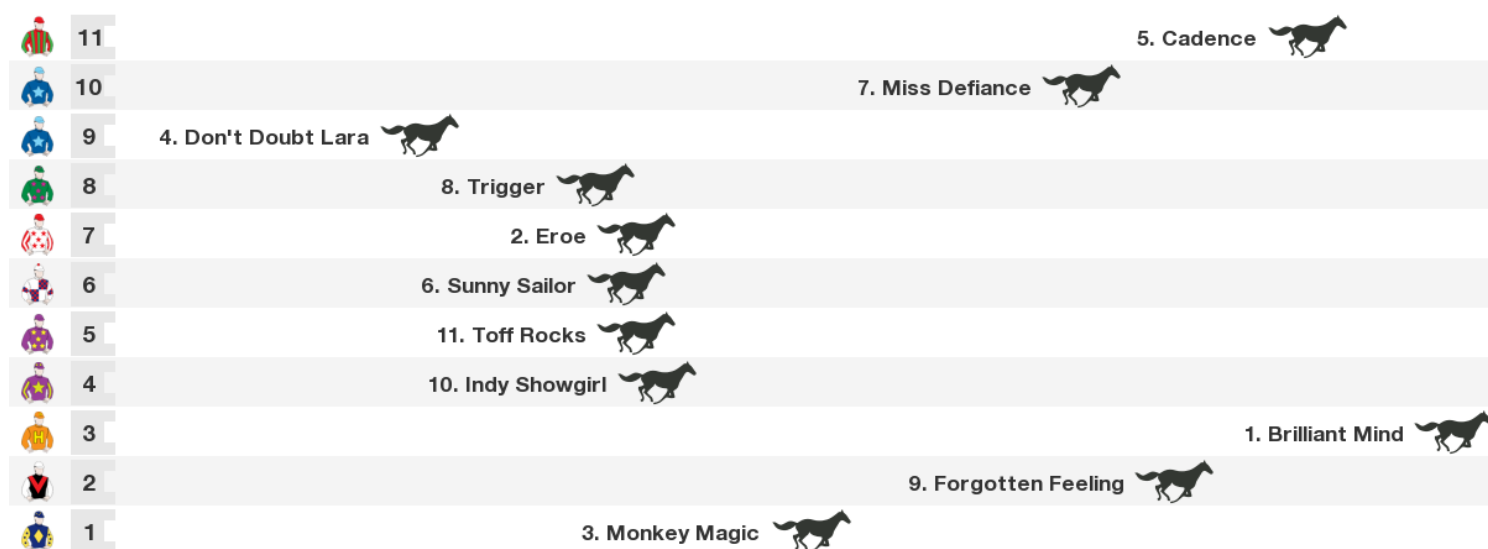 11 5. Cadence
10 7. Miss Defiance
9 4. Don't Doubt Lara
8 8. Trigger
7 2. Eroe
6 6. Sunny Sailor
5 11. Toff Rocks
4 10. Indy Showgirl
H 3 1. Brilliant Mind
2 9. Forgotten Feeling
1 3. Monkey Magic